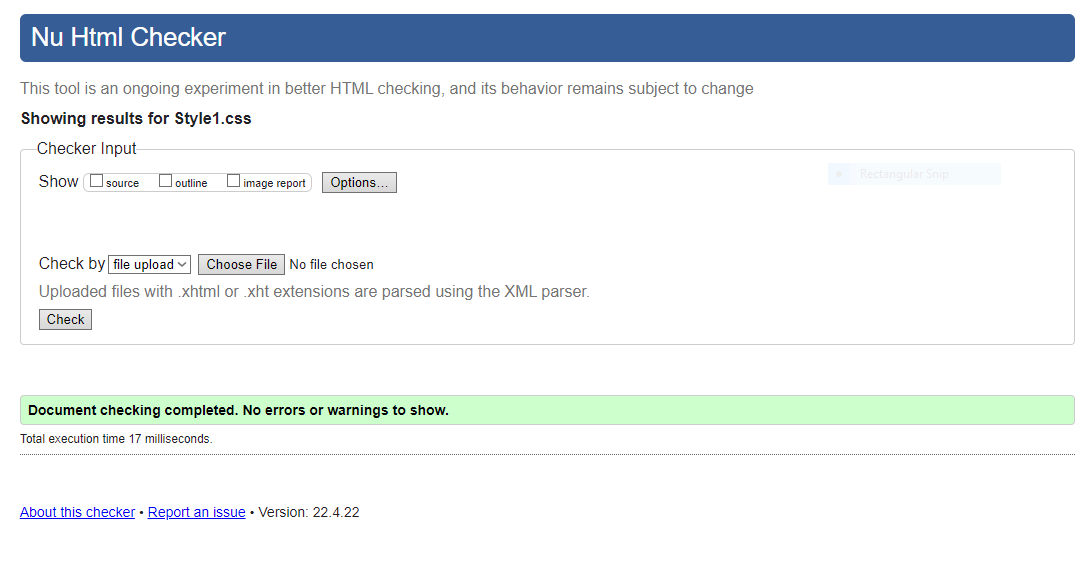 Nu Html Checker
This tool is an ongoing experiment in better HTML checking, and its behavior remains subject to change
Showing results for Style1.css
Checker Input
Show source outline image report Options...
Rectangular Snip
Check by file upload Choose File No file chosen
Uploaded files with .xhtml or .xht extensions are parsed using the XML parser.
Check
Document checking completed. No errors or warnings to show.
Total execution time 17 milliseconds.
About this checker • Report an issue • Version: 22.4.22